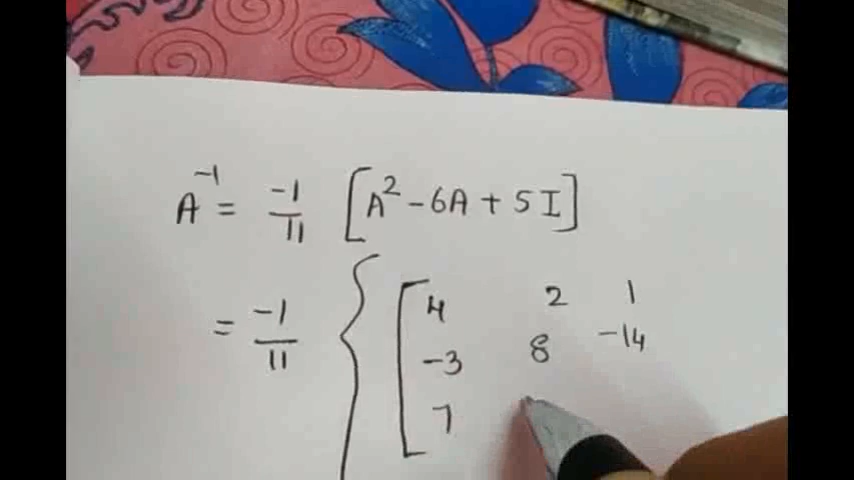 A⁻¹ = -1/11 [A² - 6A + 5I]
= -1/11 { [ 4 2 1
-3 8 -14
7